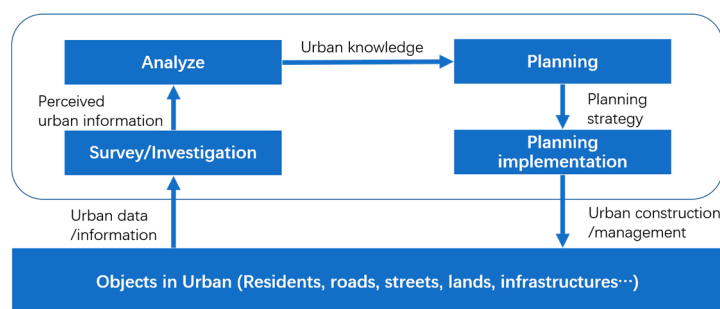 Urban knowledge
Analyze
Planning
Perceived
urban information
Planning
strategy
Survey/Investigation
Planning
implementation
Urban data
/information
Urban construction
/management
Objects in Urban (Residents, roads, streets, lands, infrastructures⋯)